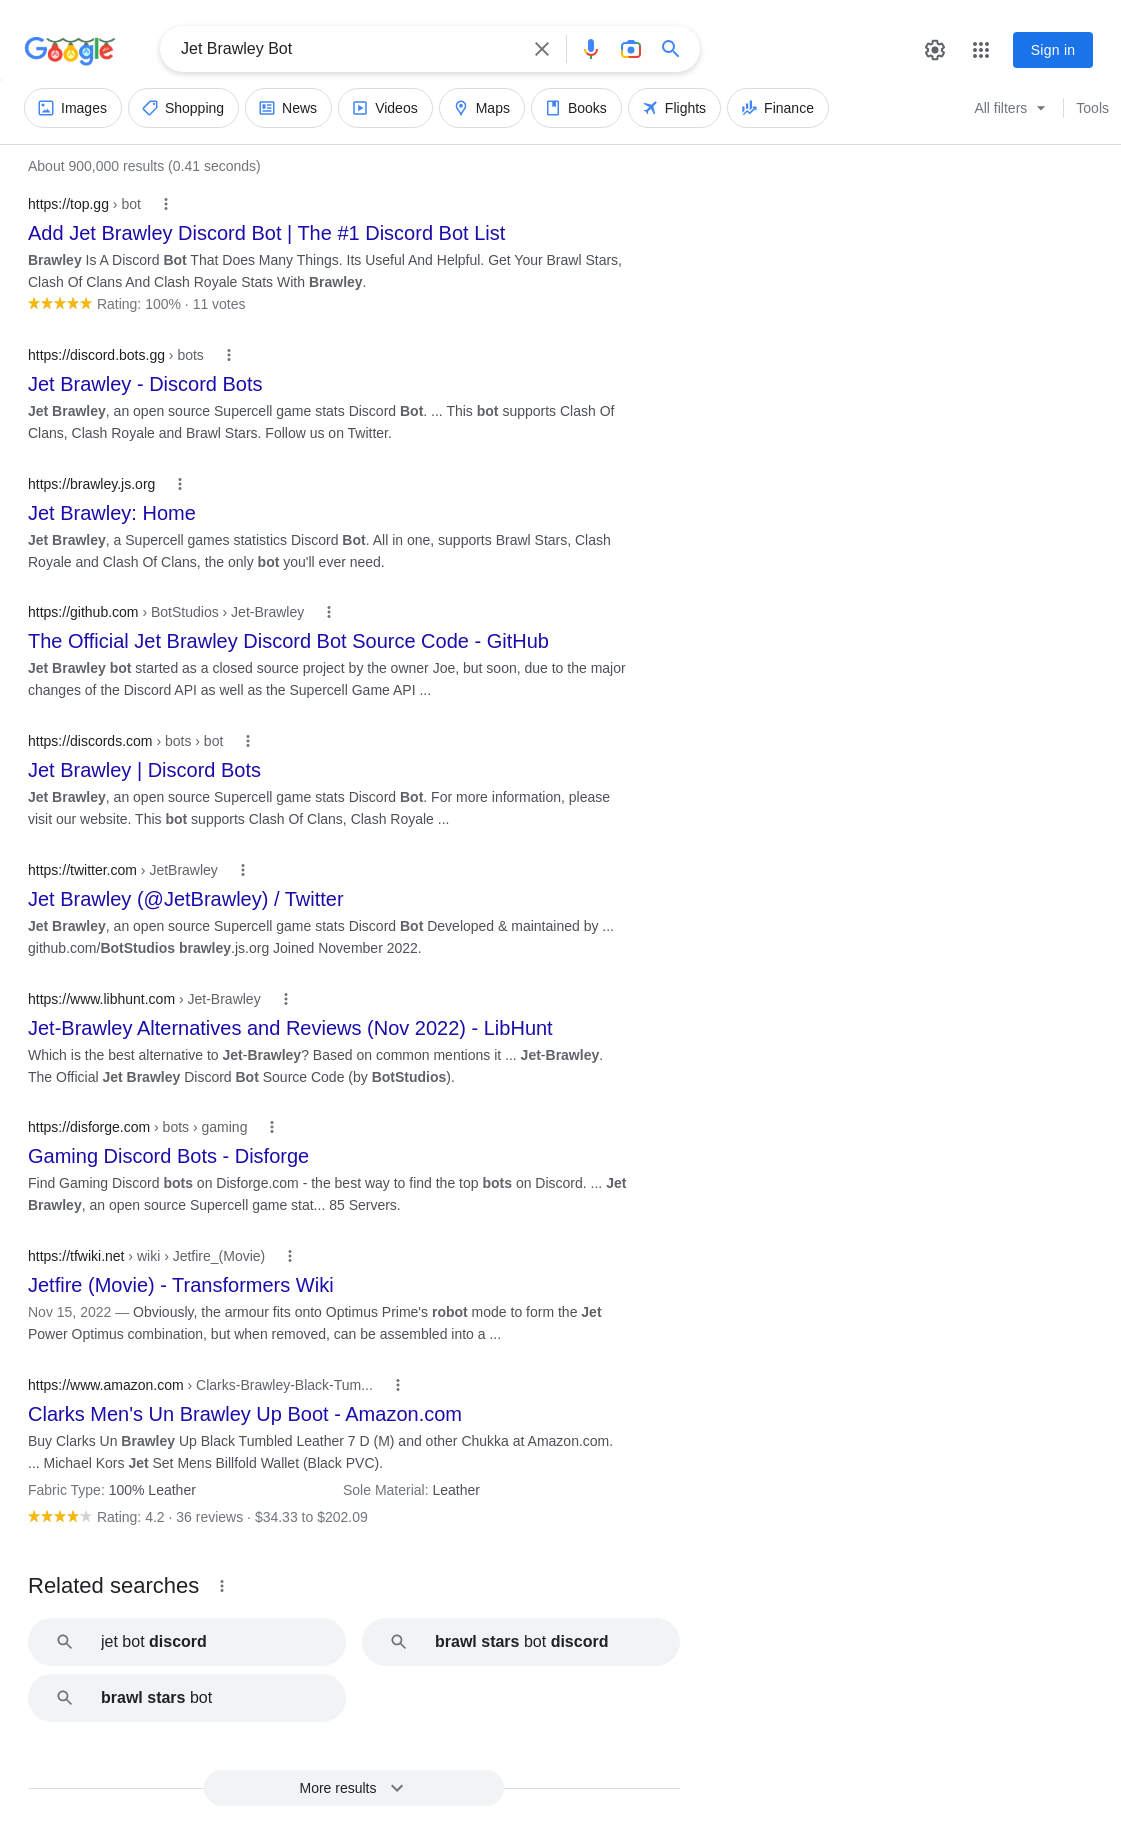 Google
Jet Brawley Bot
Sign in
Images
Shopping
News
Videos
Maps
Books
Flights
Finance
All filters
Tools
About 900,000 results (0.41 seconds)
https://top.gg › bot
Add Jet Brawley Discord Bot | The #1 Discord Bot List
Brawley Is A Discord Bot That Does Many Things. Its Useful And Helpful. Get Your Brawl Stars,
Clash Of Clans And Clash Royale Stats With Brawley.
Rating: 100% · 11 votes
https://discord.bots.gg › bots
Jet Brawley - Discord Bots
Jet Brawley, an open source Supercell game stats Discord Bot. ... This bot supports Clash Of
Clans, Clash Royale and Brawl Stars. Follow us on Twitter.
https://brawley.js.org
Jet Brawley: Home
Jet Brawley, a Supercell games statistics Discord Bot. All in one, supports Brawl Stars, Clash
Royale and Clash Of Clans, the only bot you'll ever need.
https://github.com › BotStudios › Jet-Brawley
The Official Jet Brawley Discord Bot Source Code - GitHub
Jet Brawley bot started as a closed source project by the owner Joe, but soon, due to the major
changes of the Discord API as well as the Supercell Game API ...
https://discords.com › bots › bot
Jet Brawley | Discord Bots
Jet Brawley, an open source Supercell game stats Discord Bot. For more information, please
visit our website. This bot supports Clash Of Clans, Clash Royale ...
https://twitter.com › JetBrawley
Jet Brawley (@JetBrawley) / Twitter
Jet Brawley, an open source Supercell game stats Discord Bot Developed & maintained by ...
github.com/BotStudios brawley.js.org Joined November 2022.
https://www.libhunt.com › Jet-Brawley
Jet-Brawley Alternatives and Reviews (Nov 2022) - LibHunt
Which is the best alternative to Jet-Brawley? Based on common mentions it ... Jet-Brawley.
The Official Jet Brawley Discord Bot Source Code (by BotStudios).
https://disforge.com › bots › gaming
Gaming Discord Bots - Disforge
Find Gaming Discord bots on Disforge.com - the best way to find the top bots on Discord. ... Jet
Brawley, an open source Supercell game stat... 85 Servers.
https://tfwiki.net › wiki › Jetfire_(Movie)
Jetfire (Movie) - Transformers Wiki
Nov 15, 2022 — Obviously, the armour fits onto Optimus Prime's robot mode to form the Jet
Power Optimus combination, but when removed, can be assembled into a ...
https://www.amazon.com › Clarks-Brawley-Black-Tum...
Clarks Men's Un Brawley Up Boot - Amazon.com
Buy Clarks Un Brawley Up Black Tumbled Leather 7 D (M) and other Chukka at Amazon.com.
... Michael Kors Jet Set Mens Billfold Wallet (Black PVC).
Fabric Type: 100% Leather
Sole Material: Leather
Rating: 4.2 · 36 reviews · $34.33 to $202.09
Related searches
jet bot discord
brawl stars bot discord
brawl stars bot
More results